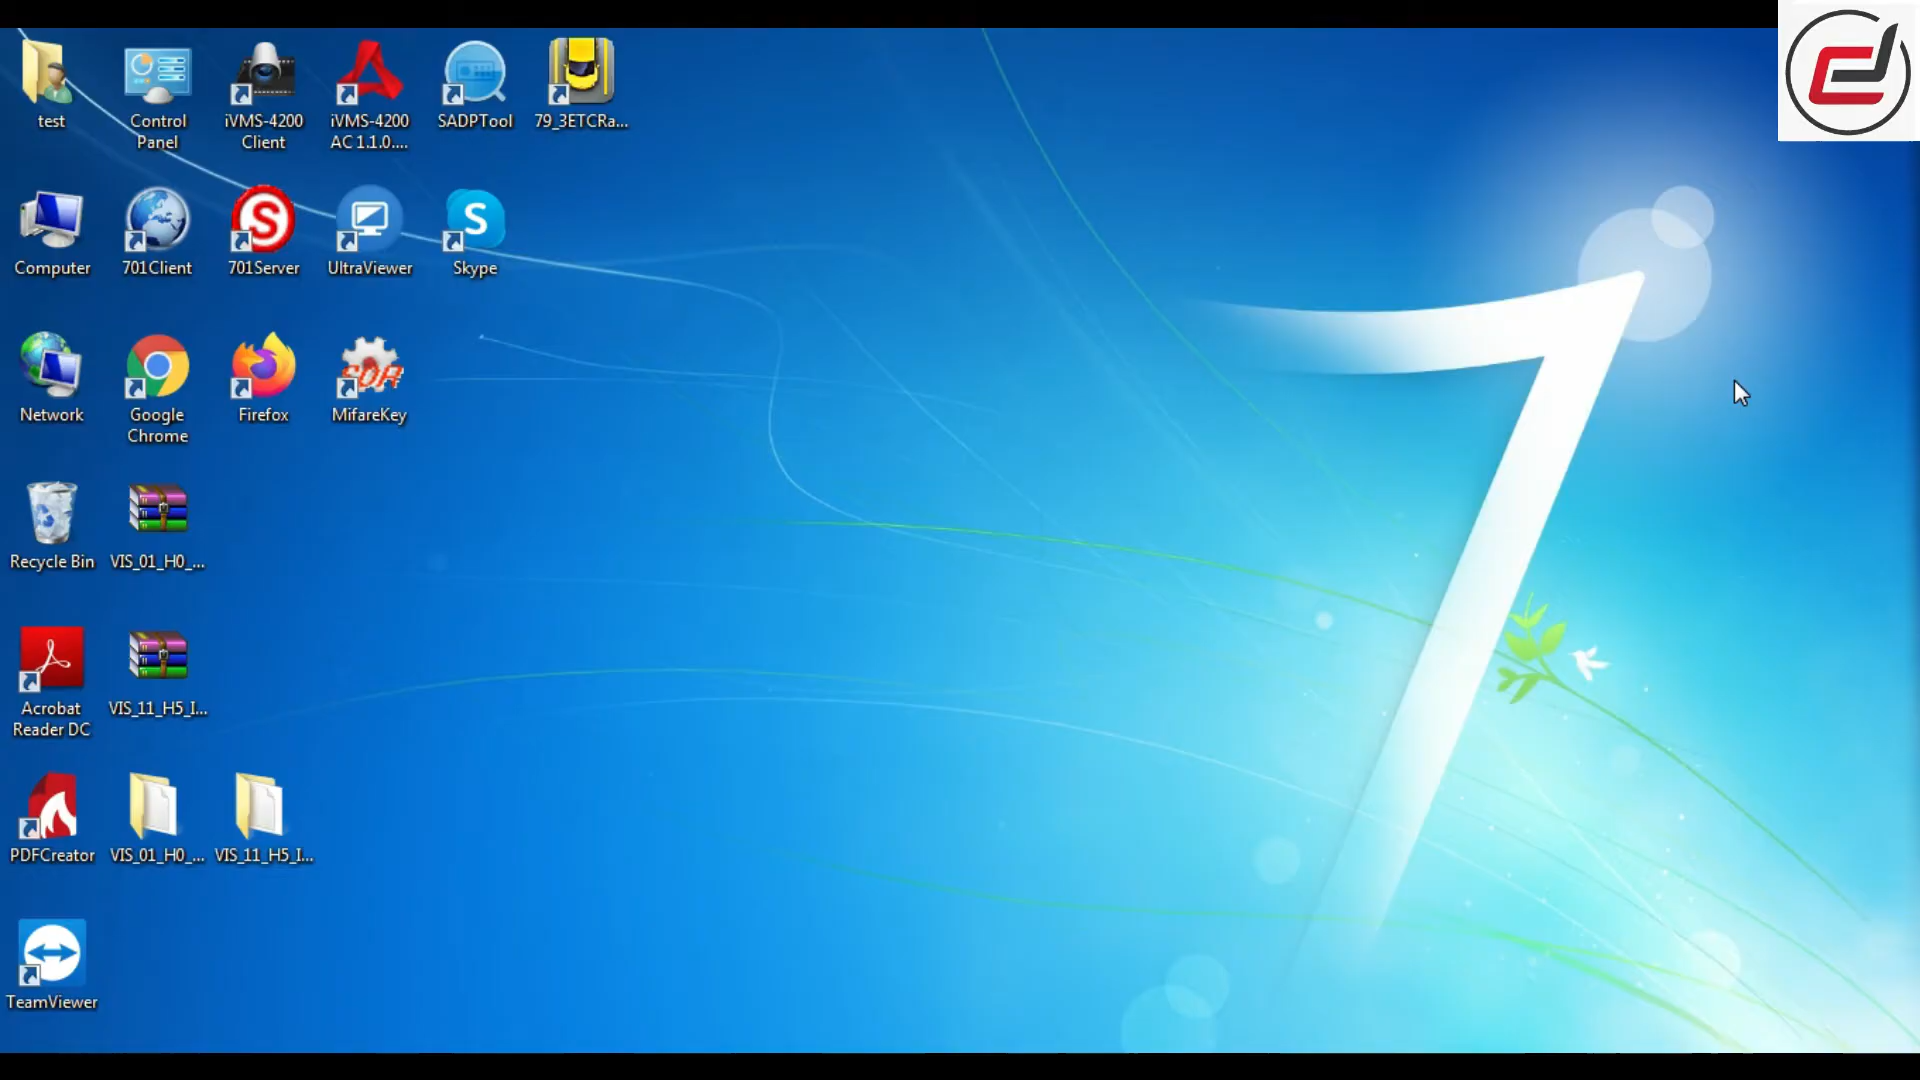 test
Control
Panel
iVMS-4200
Client
iVMS-4200
AC 1.1.0....
SADPTool
79_3ETCRa...
Computer
701Client
701Server
UltraViewer
Skype
Network
Google
Chrome
Firefox
MifareKey
Recycle Bin
VIS_01_H0_...
Acrobat
Reader DC
VIS_11_H5_I...
PDFCreator
VIS_01_H0_...
VIS_11_H5_I...
TeamViewer
7